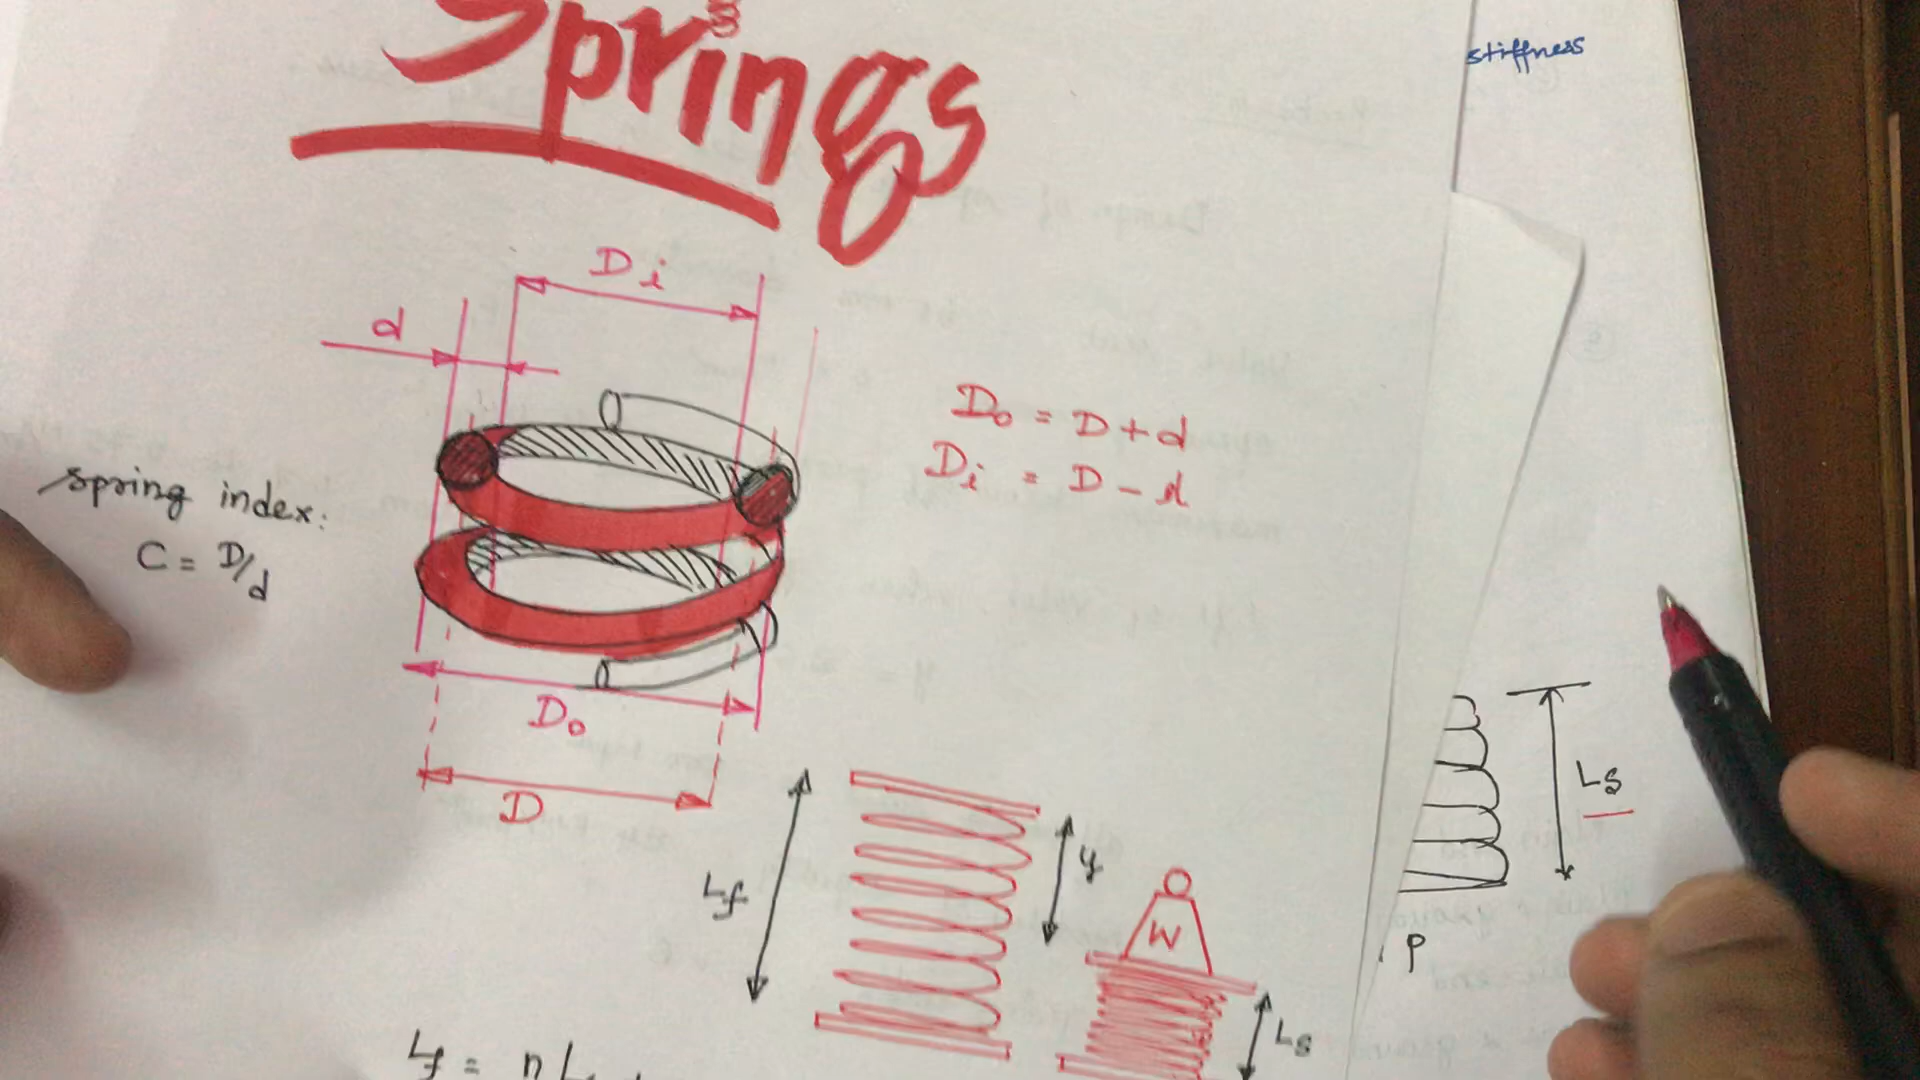 Springs
stiffness
Di
d
Do = D + d
Di = D - d
spring index:
C = D/d
Do
D
Lf
y
W
Ls
Ls
P
Lf = n